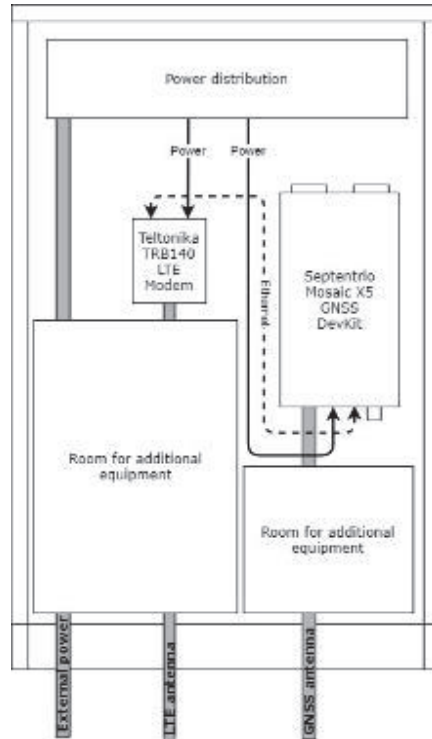 Power distribution
Power
Power
Teltonika
TRB140
LTE
Modem
Ethernet
Septentrio
Mosaic X5
GNSS
DevKit
Room for additional
equipment
Room for additional
equipment
External power
LTE antenna
GNSS antenna